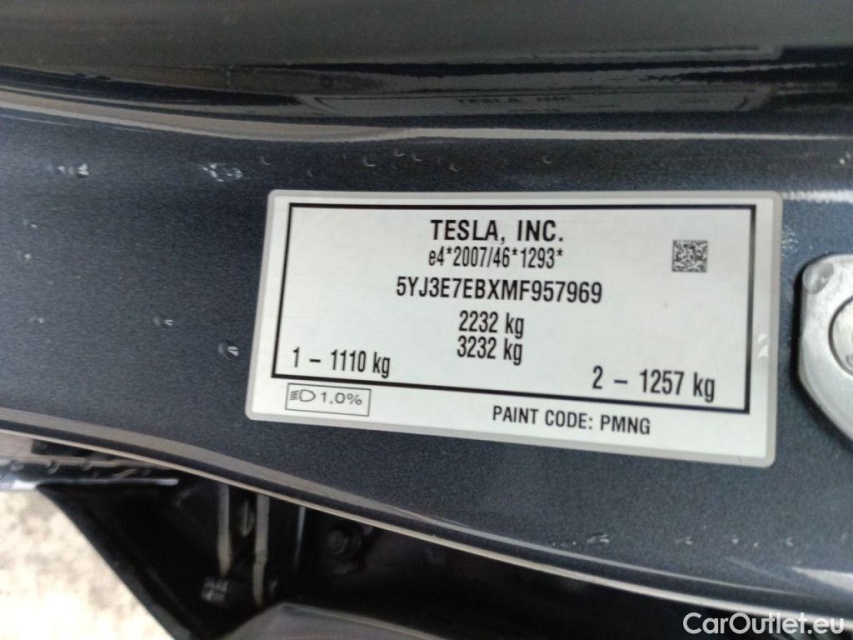 TESLA, INC.
e4*2007/46*1293*
5YJ3E7EBXMF957969
2232 kg
3232 kg
1 – 1110 kg
2 – 1257 kg
1.0%
PAINT CODE: PMNG
CarOutlet.eu